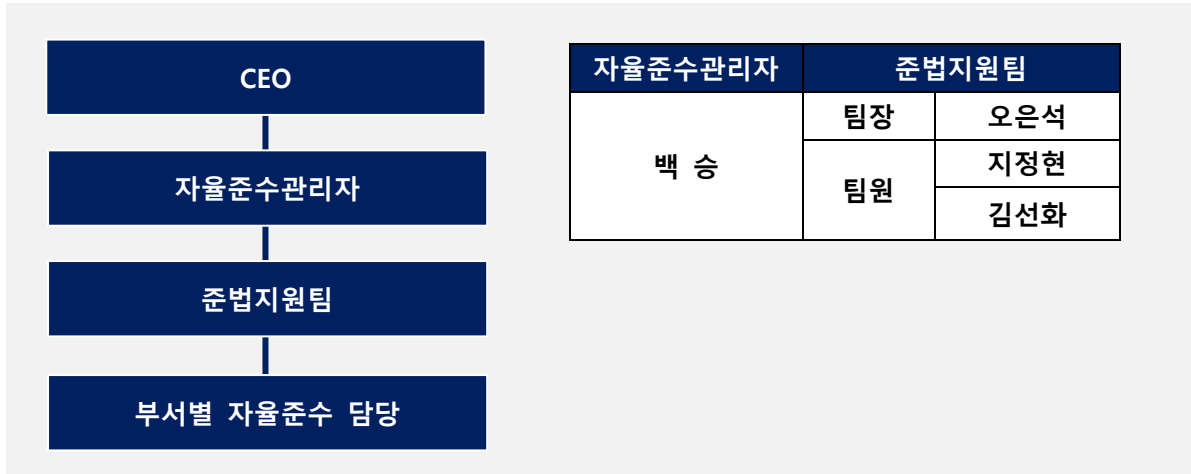 CEO
자율준수관리자
준법지원팀
부서별 자율준수 담당
자율준수관리자 준법지원팀
백 승 팀장 오은석
팀원 지정현
김선화